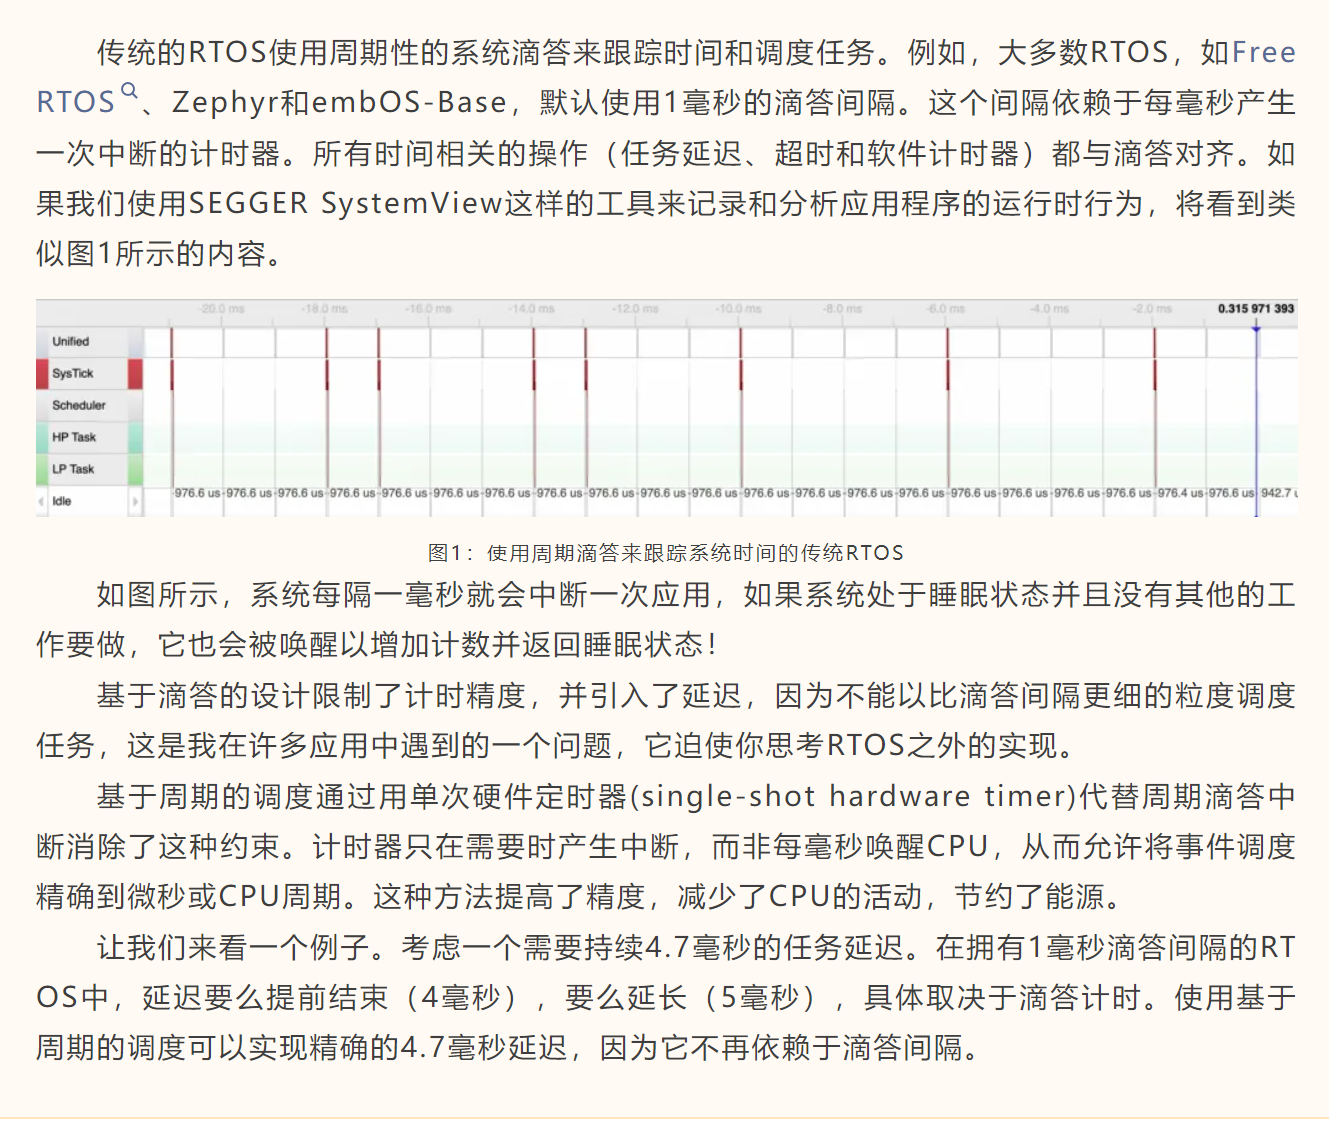 传统的RTOS使用周期性的系统滴答来跟踪时间和调度任务。例如，大多数RTOS，如Free
RTOS、Zephyr和embOS-Base，默认使用1毫秒的滴答间隔。这个间隔依赖于每毫秒产生
一次中断的计时器。所有时间相关的操作（任务延迟、超时和软件计时器）都与滴答对齐。如
果我们使用SEGGER SystemView这样的工具来记录和分析应用程序的运行时行为，将看到类
似图1所示的内容。
-20.0 ms -18.0 ms -16.0 ms -14.0 ms -12.0 ms -10.0 ms -8.0 ms -6.0 ms -4.0 ms -2.0 ms 0.315 971 393
Unified
SysTick
Scheduler
HP Task
LP Task
Idle 976.6 us 976.6 us 976.6 us 976.6 us 976.6 us 976.6 us 976.6 us 976.6 us 976.6 us 976.6 us 976.6 us 976.6 us 976.6 us 976.6 us 976.6 us 976.6 us 976.6 us 976.6 us 976.6 us 976.4 us 976.6 us 942.7 u
图1：使用周期滴答来跟踪系统时间的传统RTOS
如图所示，系统每隔一毫秒就会中断一次应用，如果系统处于睡眠状态并且没有其他的工
作要做，它也会被唤醒以增加计数并返回睡眠状态！
基于滴答的设计限制了计时精度，并引入了延迟，因为不能以比滴答间隔更细的粒度调度
任务，这是我在许多应用中遇到的一个问题，它迫使你思考RTOS之外的实现。
基于周期的调度通过用单次硬件定时器(single-shot hardware timer)代替周期滴答中
断消除了这种约束。计时器只在需要时产生中断，而非每毫秒唤醒CPU，从而允许将事件调度
精确到微秒或CPU周期。这种方法提高了精度，减少了CPU的活动，节约了能源。
让我们来看一个例子。考虑一个需要持续4.7毫秒的任务延迟。在拥有1毫秒滴答间隔的RT
OS中，延迟要么提前结束（4毫秒），要么延长（5毫秒），具体取决于滴答计时。使用基于
周期的调度可以实现精确的4.7毫秒延迟，因为它不再依赖于滴答间隔。